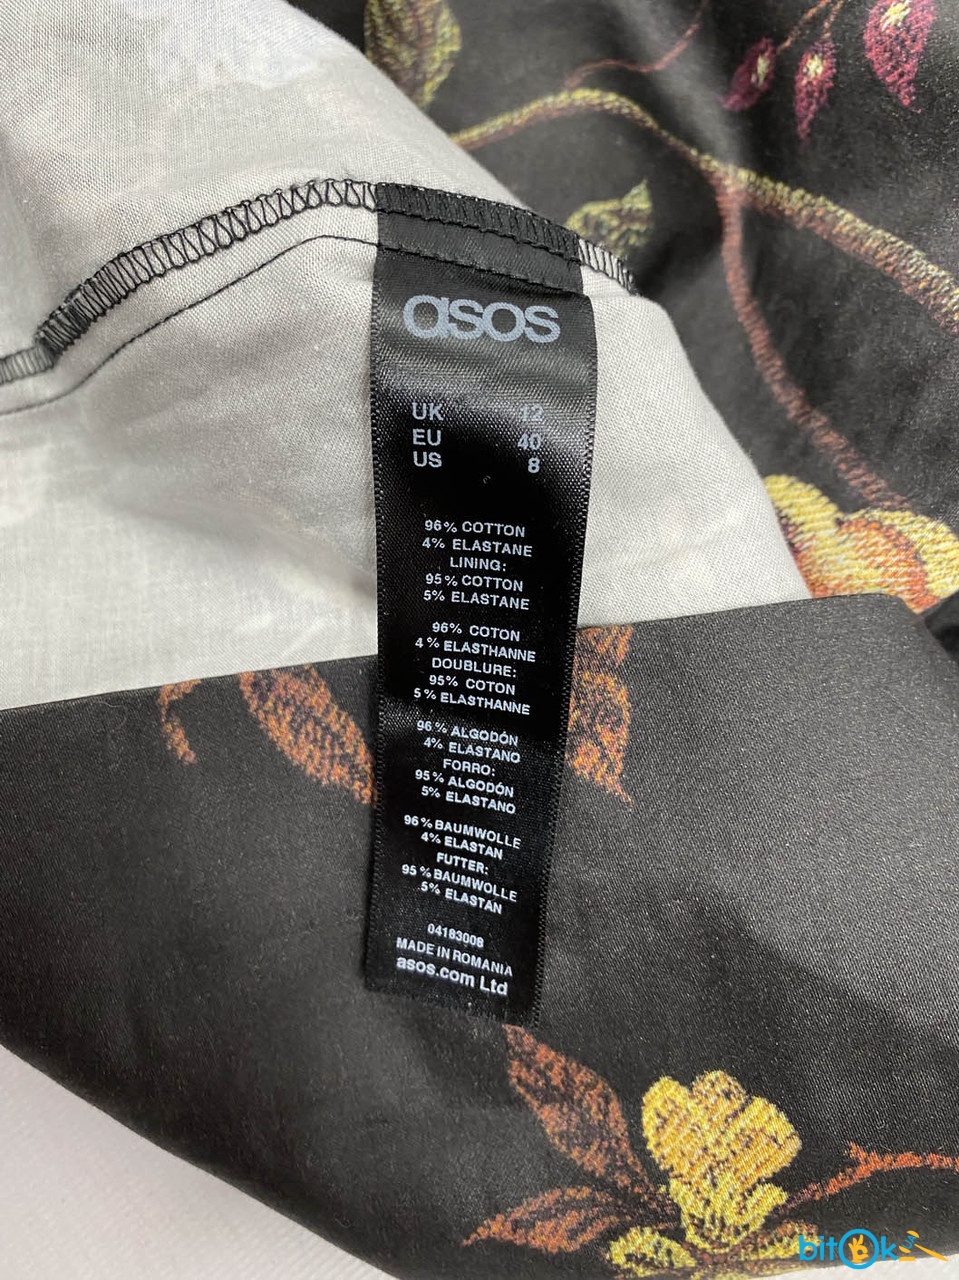 asos
UK 12
EU 40
US 8
96% COTTON
4% ELASTANE
LINING:
95% COTTON
5% ELASTANE
96% COTON
4% ELASTHANNE
DOUBLURE:
95% COTON
5% ELASTHANNE
96% ALGODÓN
4% ELASTANO
FORRO:
95% ALGODÓN
5% ELASTANO
96% BAUMWOLLE
4% ELASTAN
FUTTER:
95% BAUMWOLLE
5% ELASTAN
04183008
MADE IN ROMANIA
asos.com Ltd
bitOk